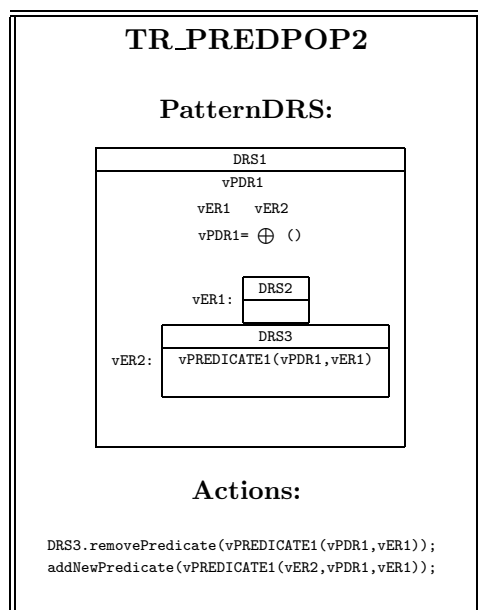 TR_PREDPOP2
PatternDRS:
DRS1
vPDR1
vER1 vER2
vPDR1= ⊕ ()
vER1: DRS2
DRS3
vER2: vPREDICATE1(vPDR1,vER1)
Actions:
DRS3.removePredicate(vPREDICATE1(vPDR1,vER1));
addNewPredicate(vPREDICATE1(vER2,vPDR1,vER1));